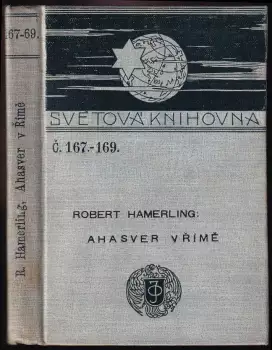 167-69.
R. Hamerling, Ahasver v Římě
SVĚTOVÁ KNIHOVNA
Č. 167.-169.
ROBERT HAMERLING:
AHASVER V ŘÍMĚ